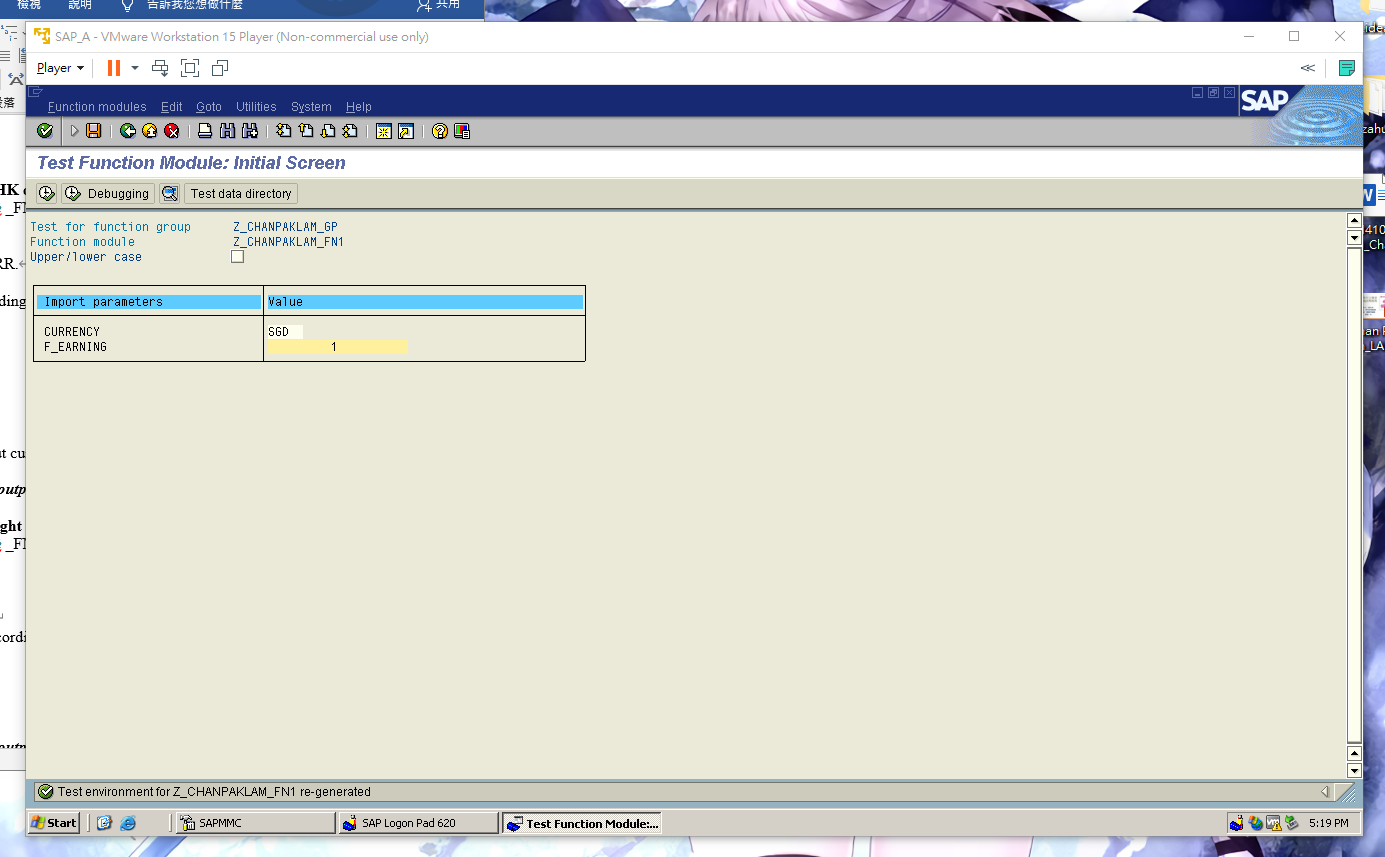 檢視 說明 告訴我您想做什麼 共用
SAP_A - VMware Workstation 15 Player (Non-commercial use only)
Player
Function modules Edit Goto Utilities System Help
SAP
Test Function Module: Initial Screen
Debugging Test data directory
Test for function group Z_CHANPAKLAM_GP
Function module Z_CHANPAKLAM_FN1
Upper/lower case
Import parameters Value
CURRENCY SGD
F_EARNING 1
Test environment for Z_CHANPAKLAM_FN1 re-generated
Start SAPMMC SAP Logon Pad 620 Test Function Module:... 5:19 PM